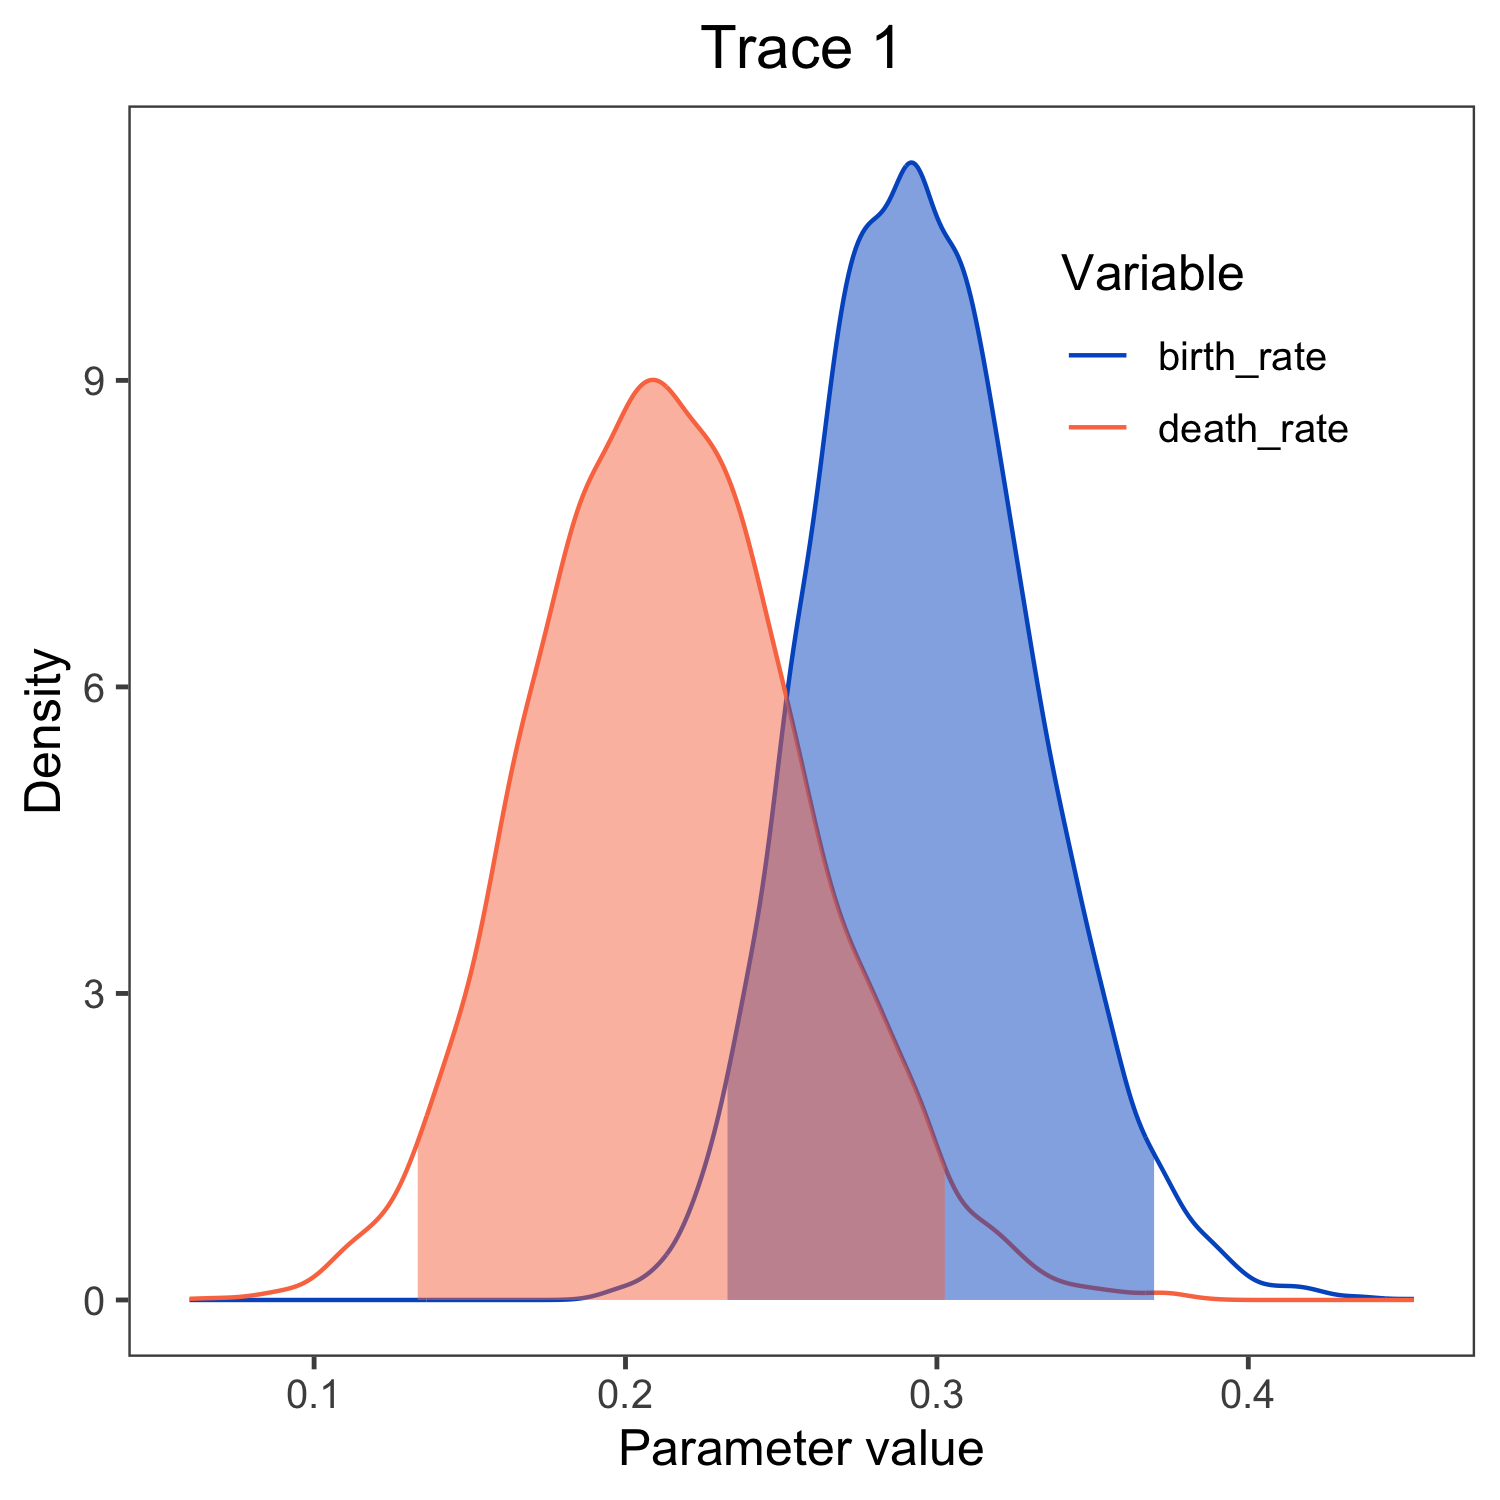 Trace 1
Variable
birth_rate
death_rate
Density
9
6
3
0
0.1 0.2 0.3 0.4
Parameter value